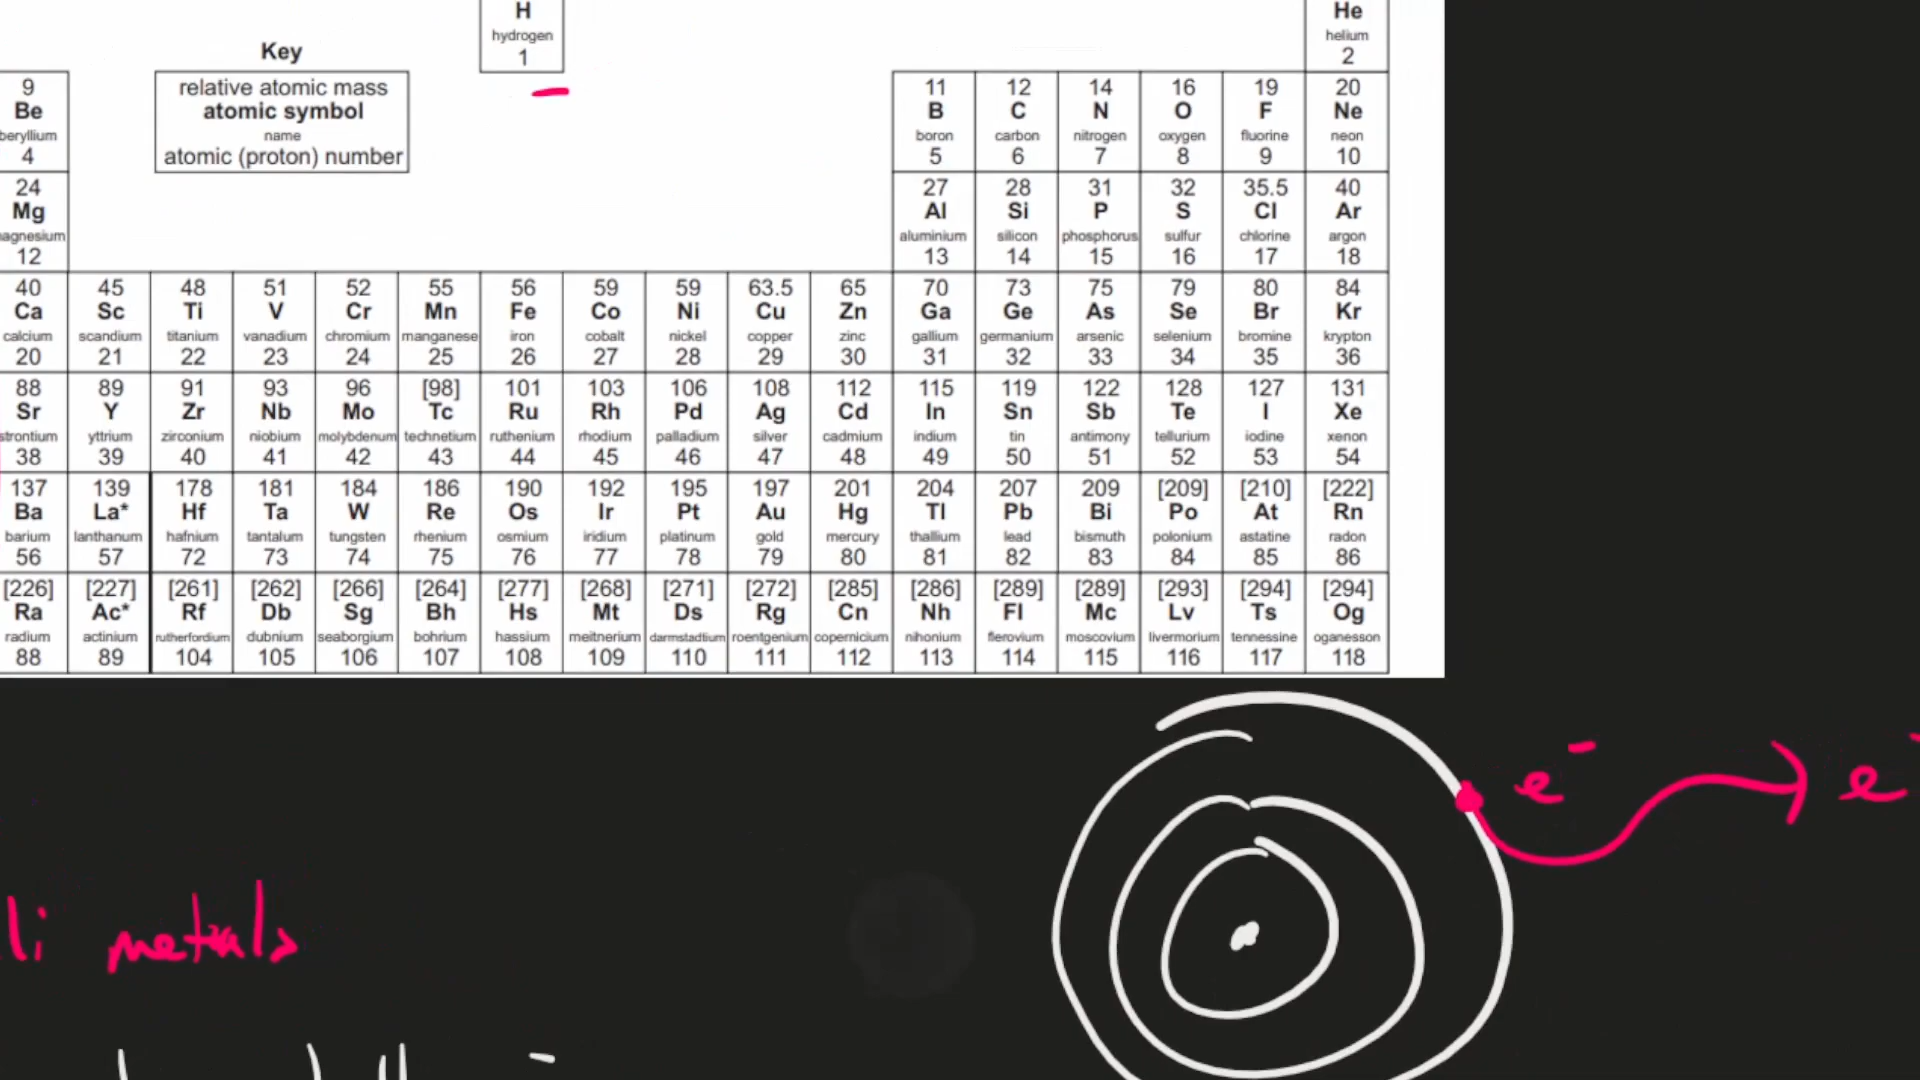 H He
Key hydrogen helium
1 2
9 relative atomic mass 11 12 14 16 19 20
Be atomic symbol B C N O F Ne
beryllium name boron carbon nitrogen oxygen fluorine neon
4 atomic (proton) number 5 6 7 8 9 10
24 27 28 31 32 35.5 40
Mg Al Si P S Cl Ar
agnesium aluminium silicon phosphorus sulfur chlorine argon
12 13 14 15 16 17 18
40 45 48 51 52 55 56 59 59 63.5 65 70 73 75 79 80 84
Ca Sc Ti V Cr Mn Fe Co Ni Cu Zn Ga Ge As Se Br Kr
calcium scandium titanium vanadium chromium manganese iron cobalt nickel copper zinc gallium germanium arsenic selenium bromine krypton
20 21 22 23 24 25 26 27 28 29 30 31 32 33 34 35 36
88 89 91 93 96 [98] 101 103 106 108 112 115 119 122 128 127 131
Sr Y Zr Nb Mo Tc Ru Rh Pd Ag Cd In Sn Sb Te I Xe
strontium yttrium zirconium niobium molybdenum technetium ruthenium rhodium palladium silver cadmium indium tin antimony tellurium iodine xenon
38 39 40 41 42 43 44 45 46 47 48 49 50 51 52 53 54
137 139 178 181 184 186 190 192 195 197 201 204 207 209 [209] [210] [222]
Ba La* Hf Ta W Re Os Ir Pt Au Hg Tl Pb Bi Po At Rn
barium lanthanum hafnium tantalum tungsten rhenium osmium iridium platinum gold mercury thallium lead bismuth polonium astatine radon
56 57 72 73 74 75 76 77 78 79 80 81 82 83 84 85 86
[226] [227] [261] [262] [266] [264] [277] [268] [271] [272] [285] [286] [289] [289] [293] [294] [294]
Ra Ac* Rf Db Sg Bh Hs Mt Ds Rg Cn Nh Fl Mc Lv Ts Og
radium actinium rutherfordium dubnium seaborgium bohrium hassium meitnerium darmstadtium roentgenium copernicium nihonium flerovium moscovium livermorium tennessine oganesson
88 89 104 105 106 107 108 109 110 111 112 113 114 115 116 117 118
e⁻ e⁻
li metals